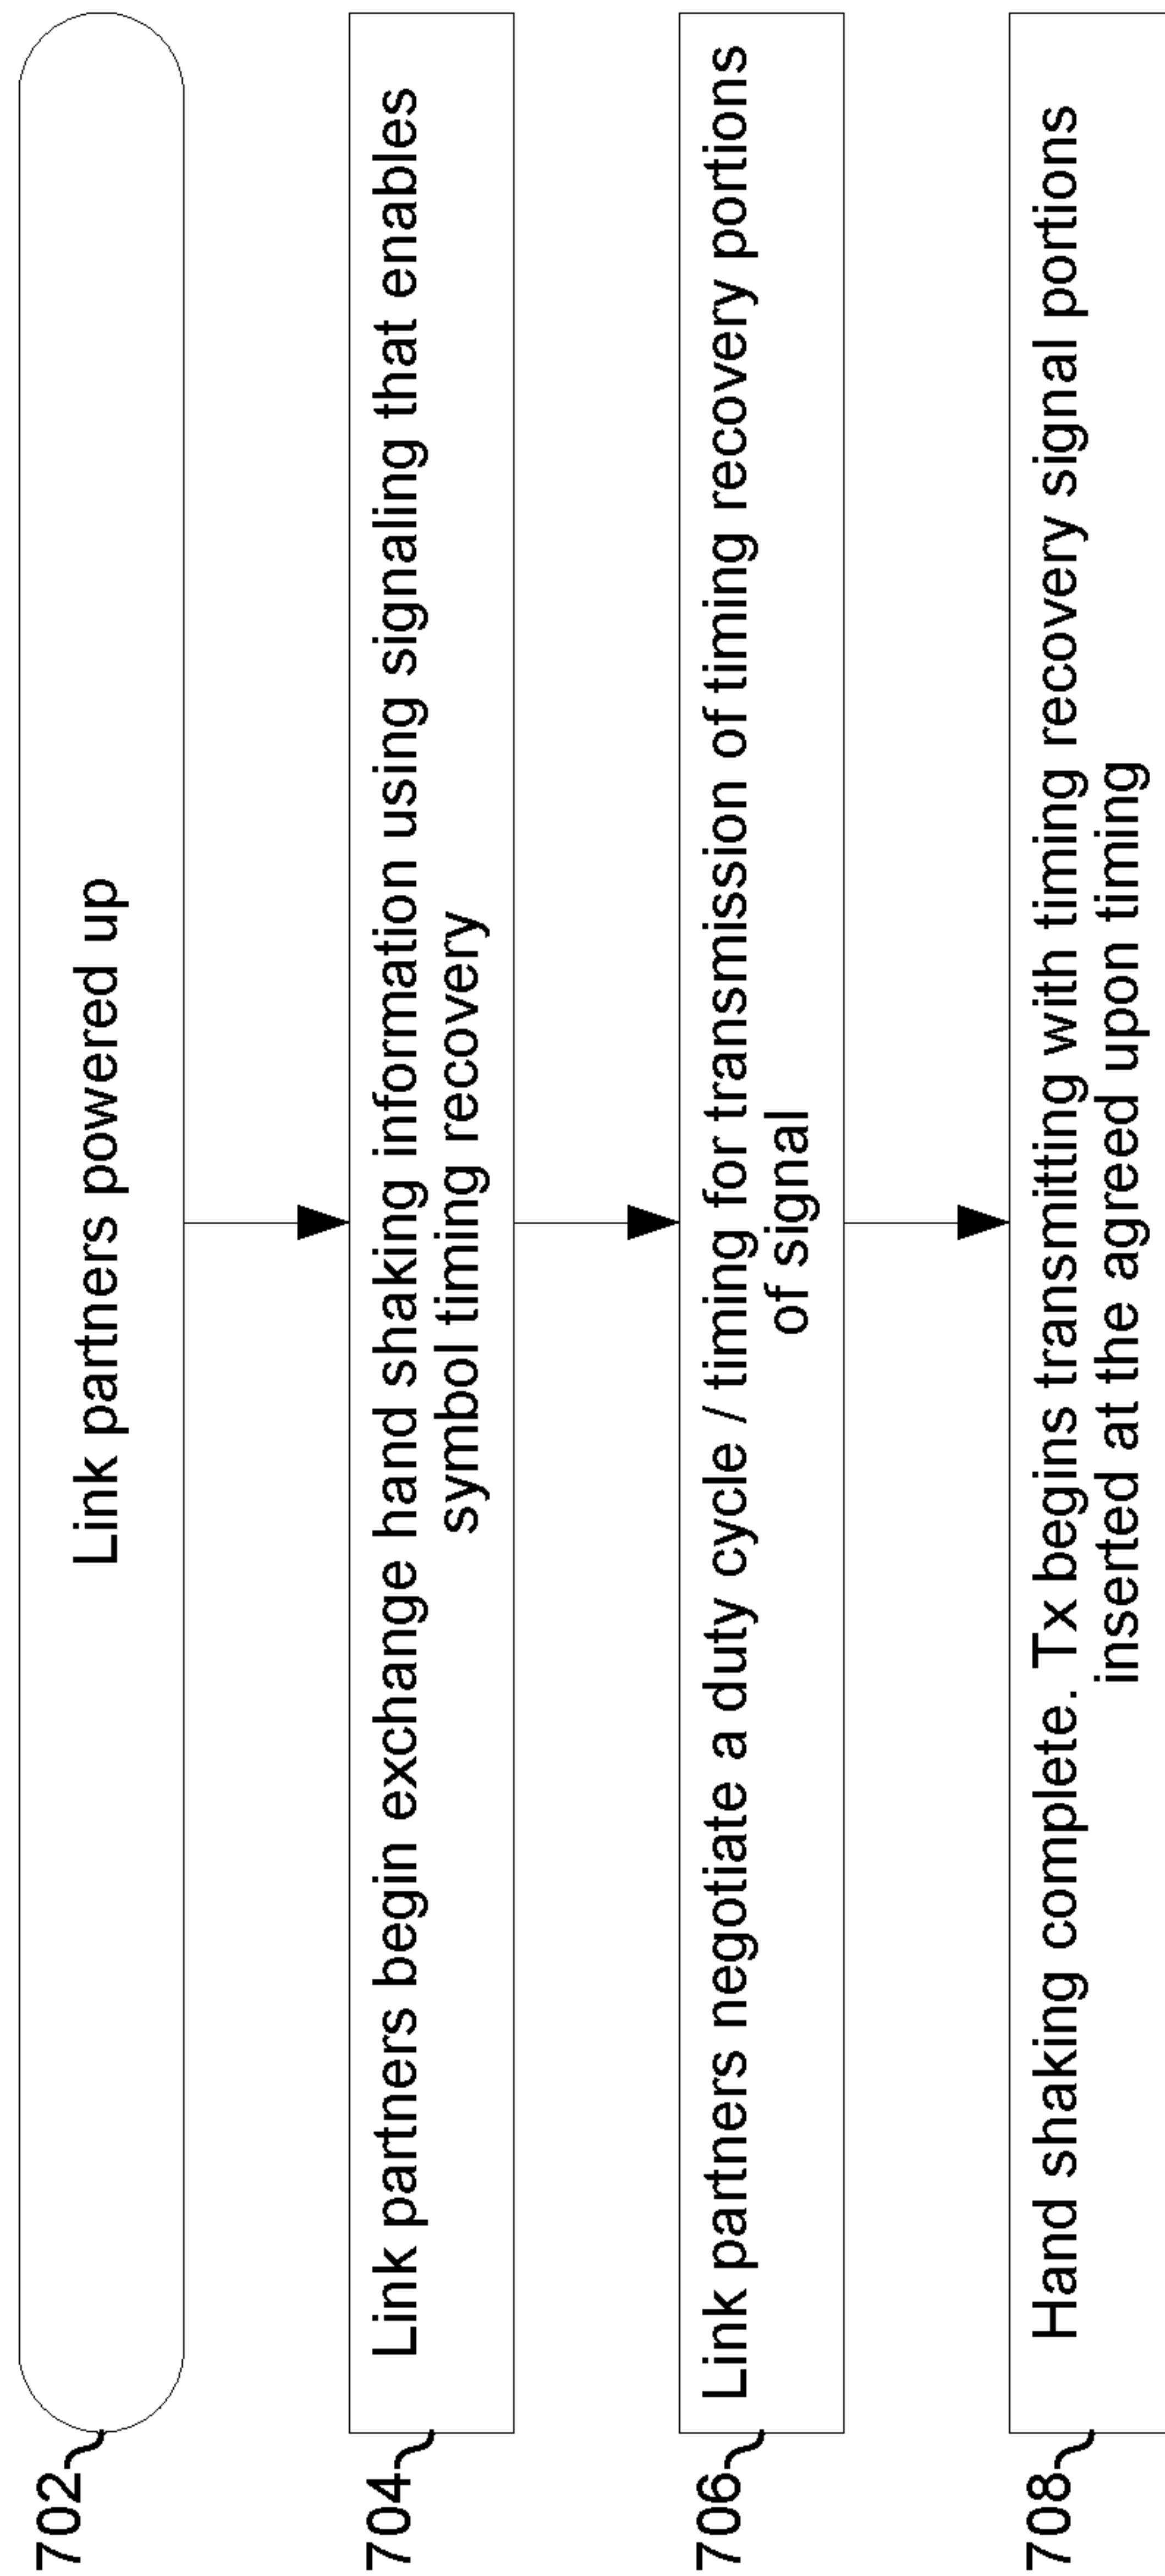 702
Link partners powered up
704
Link partners begin exchange hand shaking information using signaling that enables
symbol timing recovery
706
Link partners negotiate a duty cycle / timing for transmission of timing recovery portions
of signal
708
Hand shaking complete. Tx begins transmitting with timing recovery signal portions
inserted at the agreed upon timing